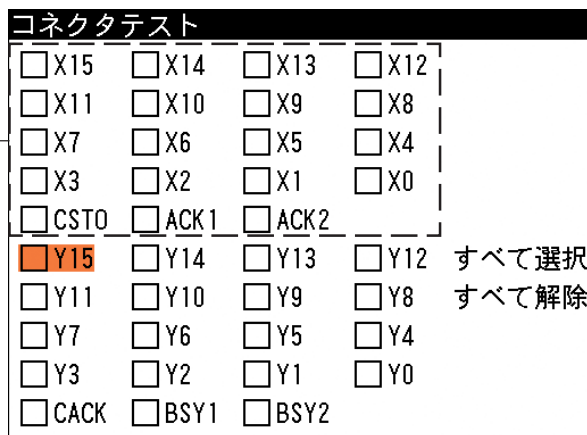 コネクタテスト
X15 X14 X13 X12
X11 X10 X9 X8
X7 X6 X5 X4
X3 X2 X1 X0
CSTO ACK1 ACK2
Y15 Y14 Y13 Y12 すべて選択
Y11 Y10 Y9 Y8 すべて解除
Y7 Y6 Y5 Y4
Y3 Y2 Y1 Y0
CACK BSY1 BSY2